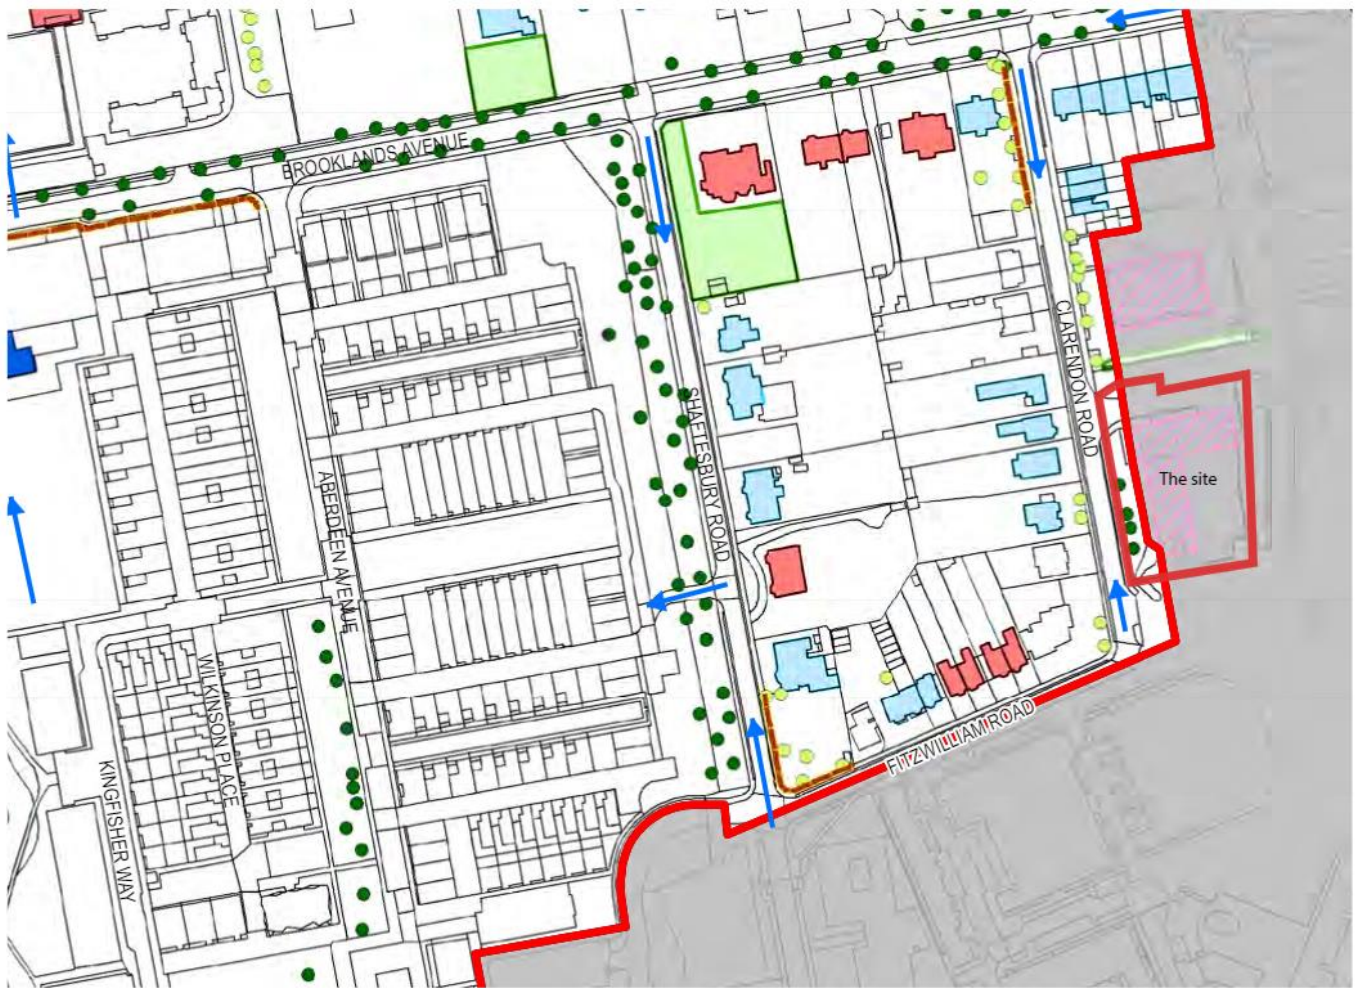 BROOKLANDS AVENUE
CLARENDON ROAD
SHAFTESBURY ROAD
The site
ABERDEEN AVENUE
WILKINSON PLACE
FITZWILLIAM ROAD
KINGFISHER WAY